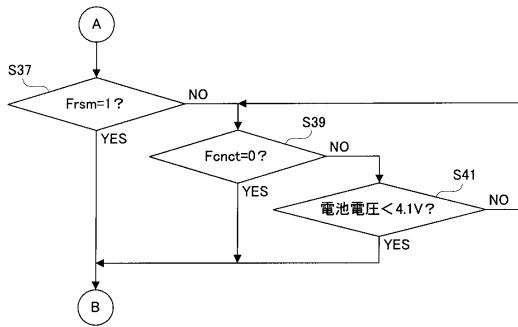 A
S37
Frsm=1?
NO
YES
S39
Fcnct=0?
NO
YES
S41
電池電圧<4.1V?
NO
YES
B